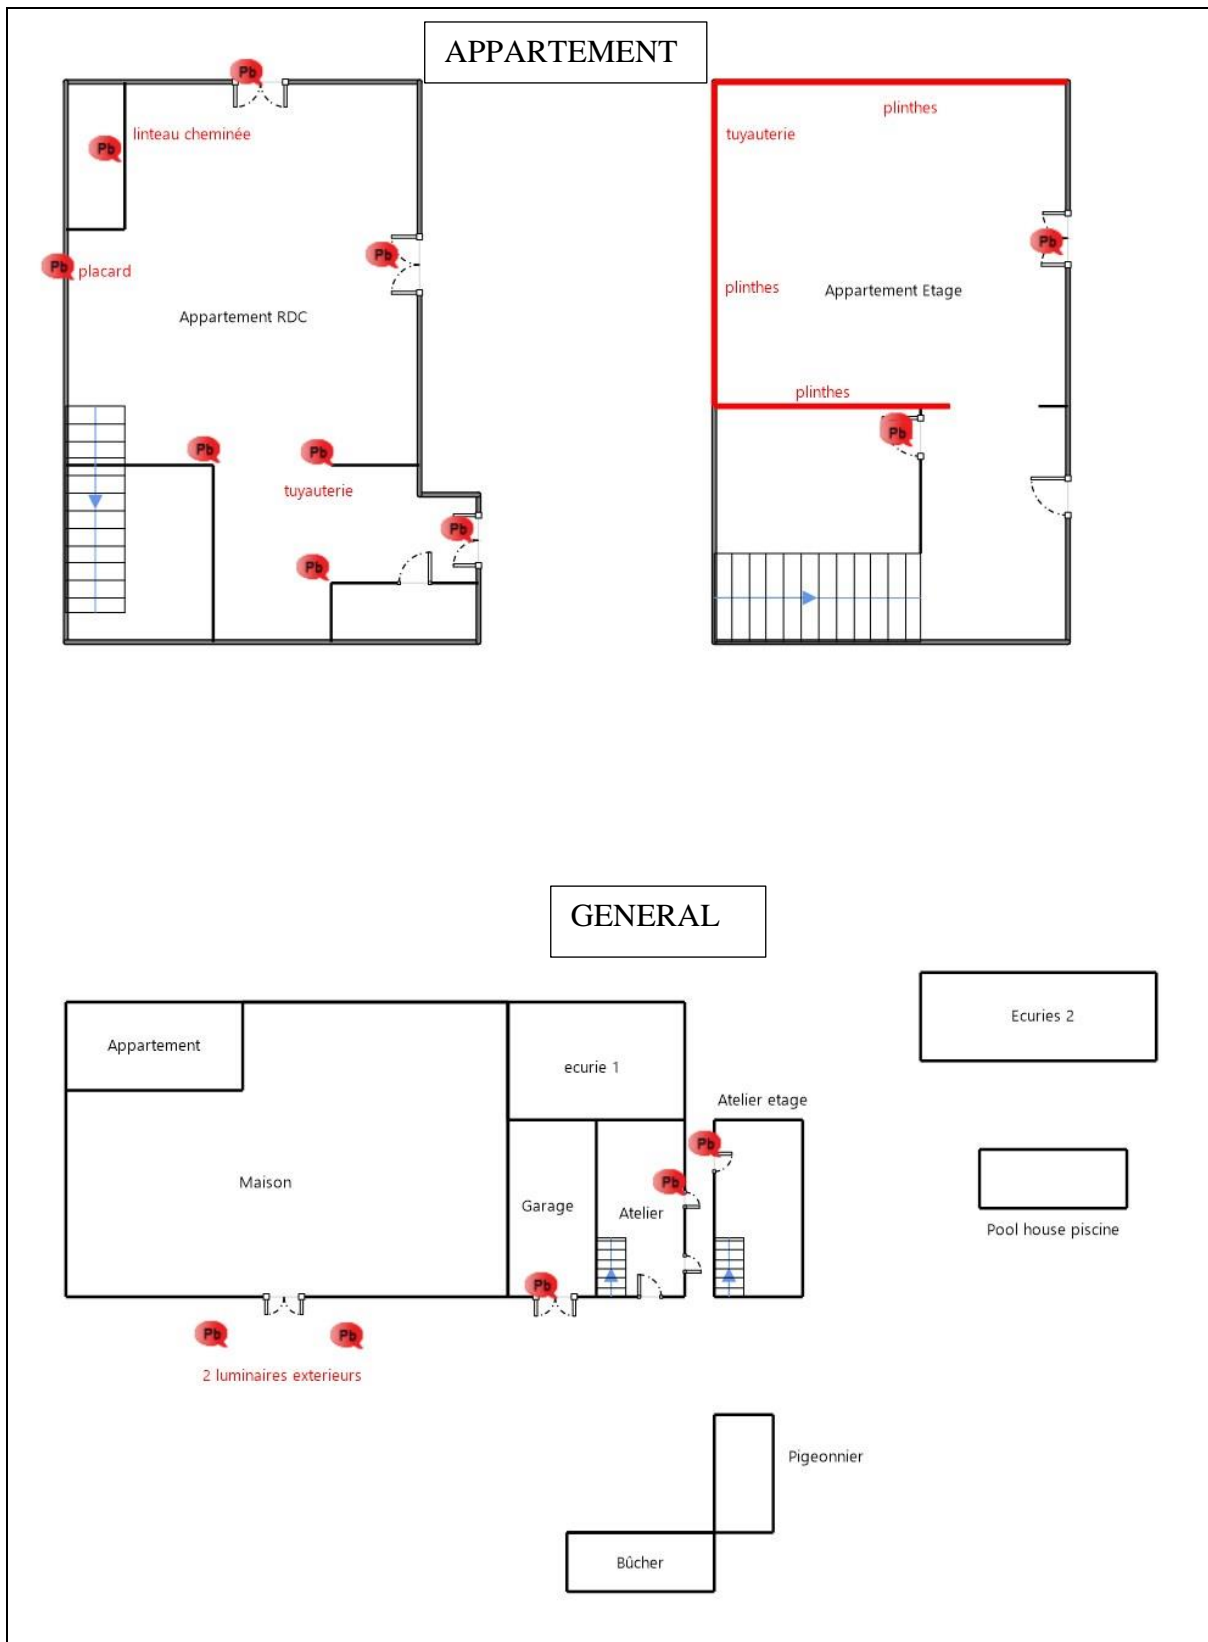 APPARTEMENT
Pb
linteau cheminée
Pb
Pb
placard
Pb
Appartement RDC
Pb
Pb
tuyauterie
Pb
Pb
plinthes
tuyauterie
Pb
plinthes
Appartement Etage
plinthes
Pb
GENERAL
Appartement
ecurie 1
Ecuries 2
Atelier etage
Pb
Maison
Pb
Garage
Atelier
Pool house piscine
Pb
Pb
Pb
2 luminaires exterieurs
Pigeonnier
Bûcher